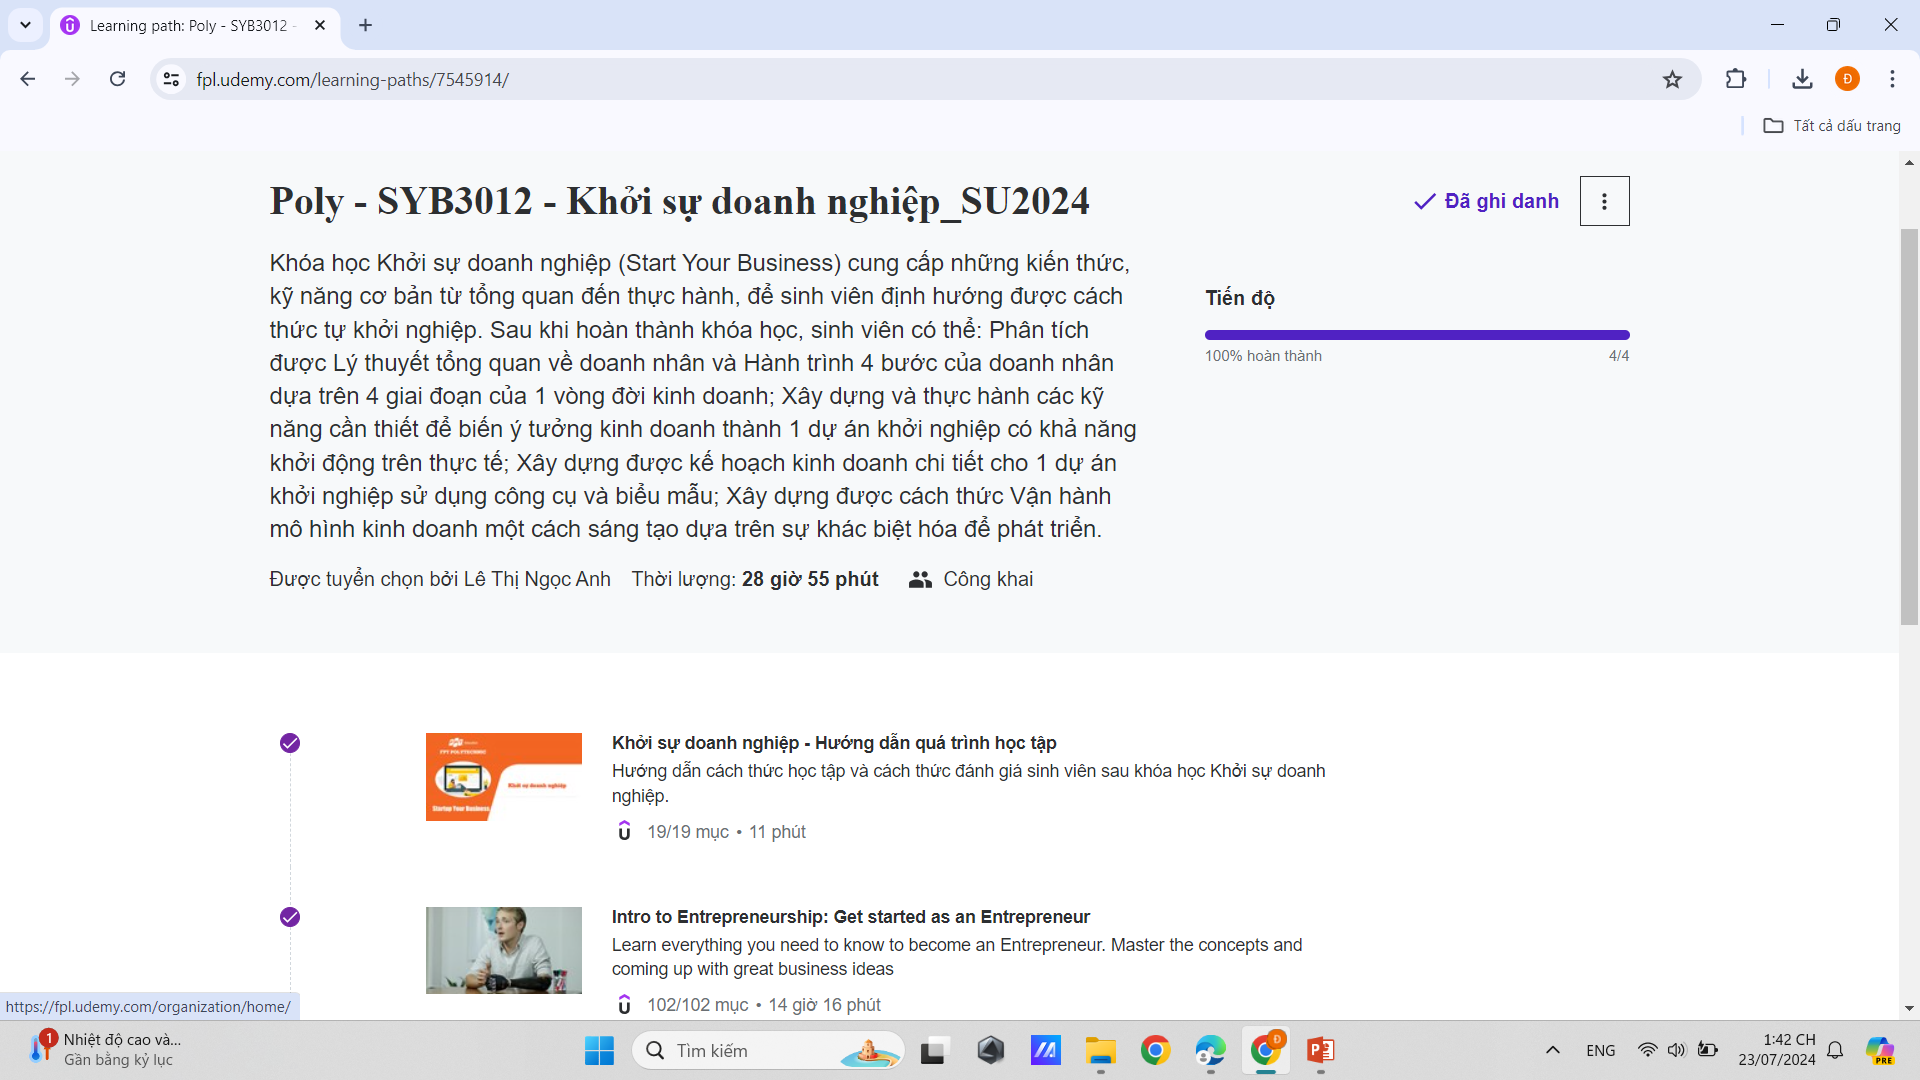 Learning path: Poly - SYB3012 -
fpl.udemy.com/learning-paths/7545914/
Đ
Tất cả dấu trang
Poly - SYB3012 - Khởi sự doanh nghiệp_SU2024
Đã ghi danh
Khóa học Khởi sự doanh nghiệp (Start Your Business) cung cấp những kiến thức,
kỹ năng cơ bản từ tổng quan đến thực hành, để sinh viên định hướng được cách
thức tự khởi nghiệp. Sau khi hoàn thành khóa học, sinh viên có thể: Phân tích
được Lý thuyết tổng quan về doanh nhân và Hành trình 4 bước của doanh nhân
dựa trên 4 giai đoạn của 1 vòng đời kinh doanh; Xây dựng và thực hành các kỹ
năng cần thiết để biến ý tưởng kinh doanh thành 1 dự án khởi nghiệp có khả năng
khởi động trên thực tế; Xây dựng được kế hoạch kinh doanh chi tiết cho 1 dự án
khởi nghiệp sử dụng công cụ và biểu mẫu; Xây dựng được cách thức Vận hành
mô hình kinh doanh một cách sáng tạo dựa trên sự khác biệt hóa để phát triển.
Tiến độ
100% hoàn thành 4/4
Được tuyển chọn bởi Lê Thị Ngọc Anh Thời lượng: 28 giờ 55 phút Công khai
FPT POLYTECHNIC
Khởi sự doanh nghiệp
Startup Your Business
Khởi sự doanh nghiệp - Hướng dẫn quá trình học tập
Hướng dẫn cách thức học tập và cách thức đánh giá sinh viên sau khóa học Khởi sự doanh
nghiệp.
19/19 mục • 11 phút
Intro to Entrepreneurship: Get started as an Entrepreneur
Learn everything you need to know to become an Entrepreneur. Master the concepts and
coming up with great business ideas
102/102 mục • 14 giờ 16 phút
https://fpl.udemy.com/organization/home/
1
Nhiệt độ cao và...
Gần bằng kỷ lục
Tìm kiếm
Đ
ENG
1:42 CH
23/07/2024
PRE